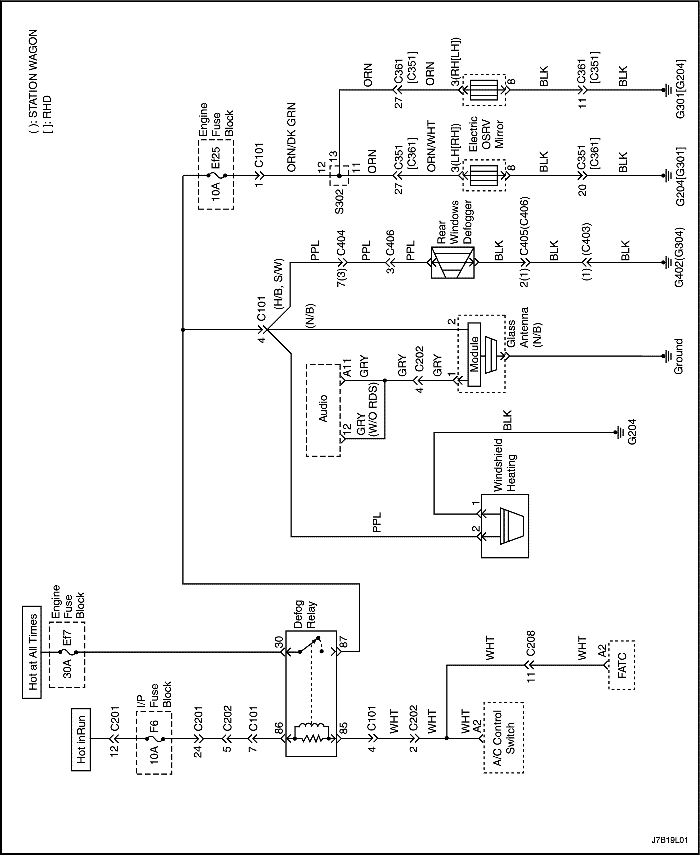 ( ): STATION WAGON
[ ]: RHD
Hot at All Times
Engine
Fuse
Block
30A
Ef7
Hot InRun
12
C201
I/P
Fuse
Block
10A
F6
24
C201
5
C202
7
C101
Defog
Relay
30
87
86
85
4
C101
WHT
2
C202
WHT
WHT
A2
A/C Control
Switch
WHT
11
C208
WHT
A2
FATC
Engine
Fuse
Block
10A
Ef25
1
C101
ORN/DK GRN
12
13
11
S302
ORN
27
C361
[C351]
ORN
3(RH[LH])
8
BLK
11
C361
[C351]
BLK
G301[G204]
ORN
27
C351
[C361]
ORN/WHT
3(LH[RH])
Electric
OSRV
Mirror
8
BLK
20
C351
[C361]
BLK
G204[G301]
4
C101
(H/B, S/W)
(N/B)
PPL
7(3)
C404
PPL
3
C406
PPL
Rear
Windows
Defogger
BLK
2(1)
C405(C406)
BLK
(1)
(C403)
BLK
G402(G304)
Audio
A11
GRY
12
GRY
(W/O RDS)
GRY
4
C202
GRY
1
2
Module
Glass
Antenna
(N/B)
Ground
PPL
Windshield
Heating
1
2
BLK
G204
J7B19L01